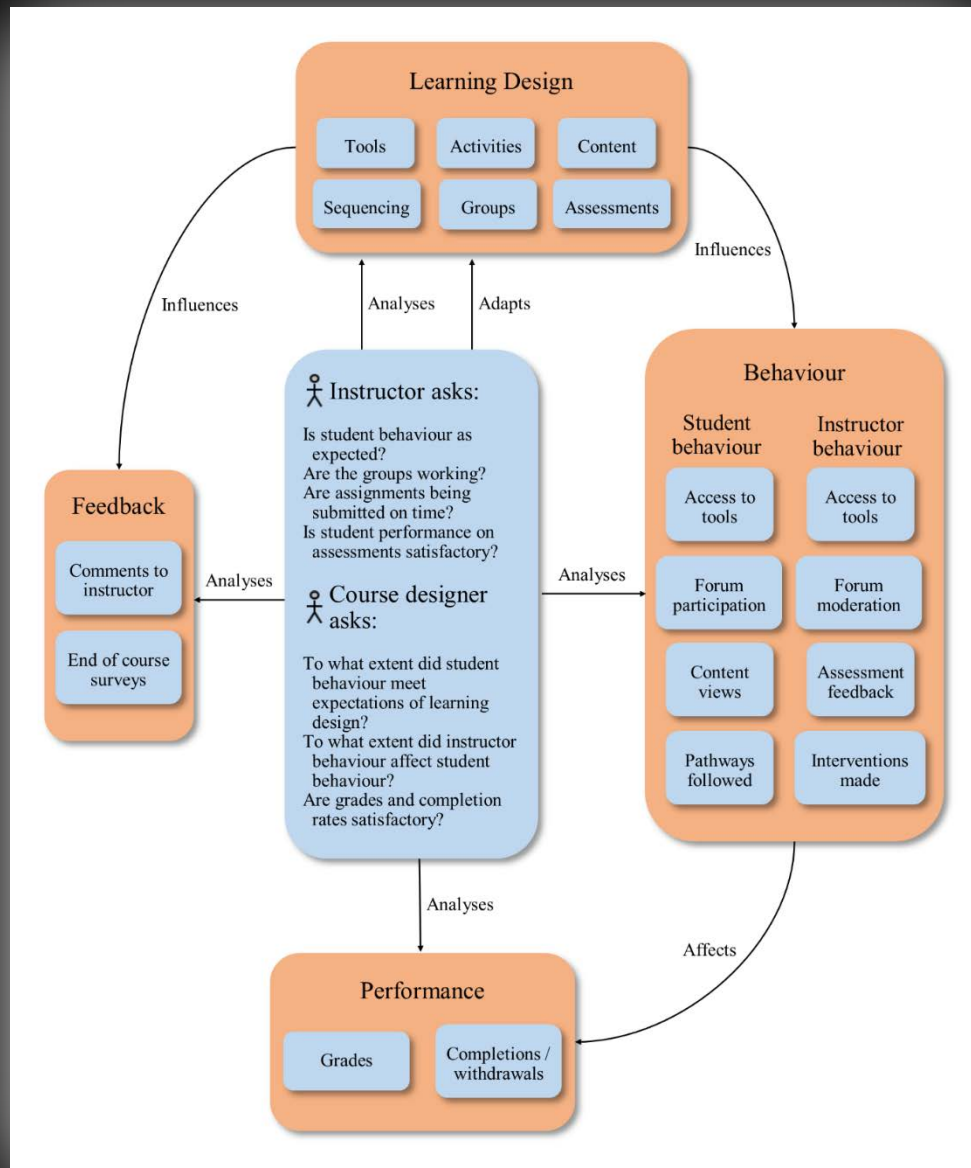 Learning Design
Tools
Activities
Content
Sequencing
Groups
Assessments
Influences
Analyses
Adapts
Influences
Instructor asks:
Is student behaviour as
expected?
Are the groups working?
Are assignments being
submitted on time?
Is student performance on
assessments satisfactory?
Course designer
asks:
To what extent did student
behaviour meet
expectations of learning
design?
To what extent did instructor
behaviour affect student
behaviour?
Are grades and completion
rates satisfactory?
Feedback
Comments to
instructor
End of course
surveys
Analyses
Analyses
Behaviour
Student
behaviour
Access to
tools
Forum
participation
Content
views
Pathways
followed
Instructor
behaviour
Access to
tools
Forum
moderation
Assessment
feedback
Interventions
made
Analyses
Affects
Performance
Grades
Completions /
withdrawals